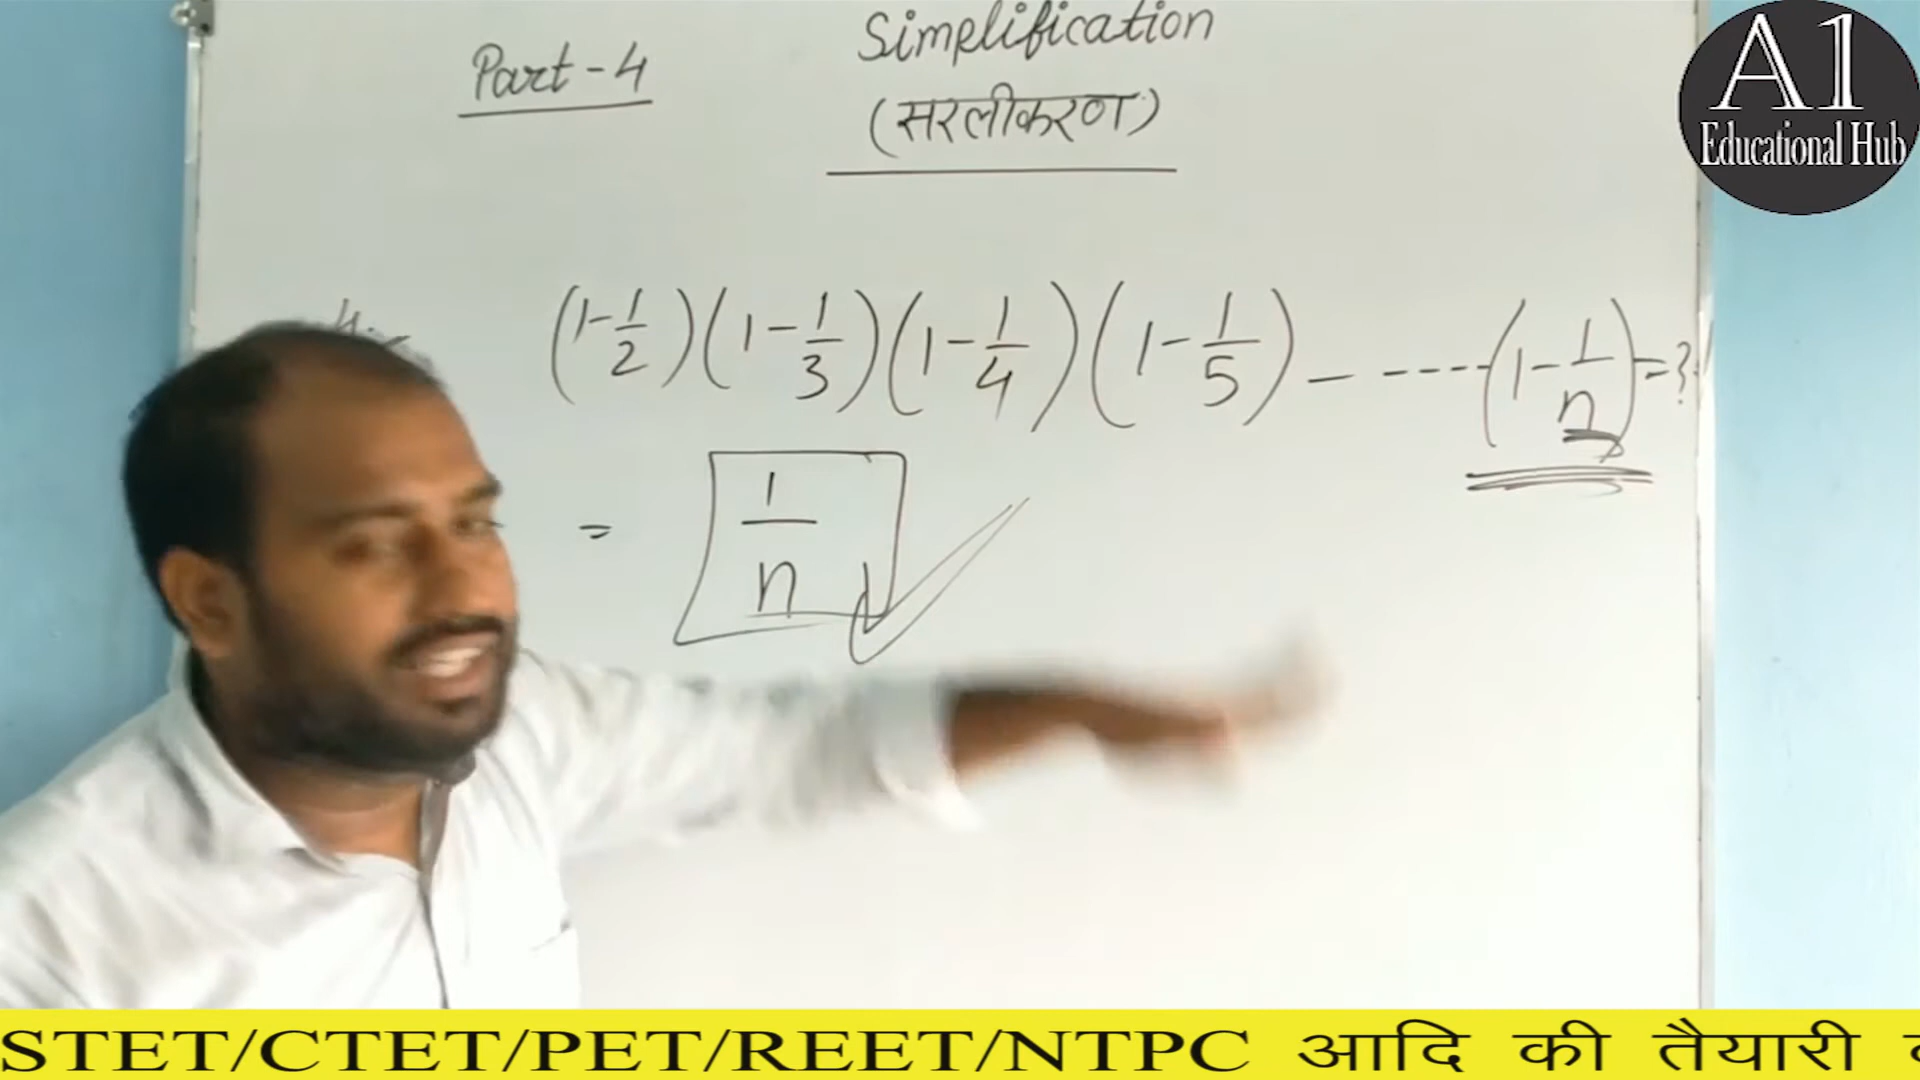 Part-4
Simplification
(सरलीकरण)
A1
Educational Hub
(1-1/2)(1-1/3)(1-1/4)(1-1/5)-----(1-1/n)=?
= 1/n
STET/CTET/PET/REET/NTPC आदि की तैयारी